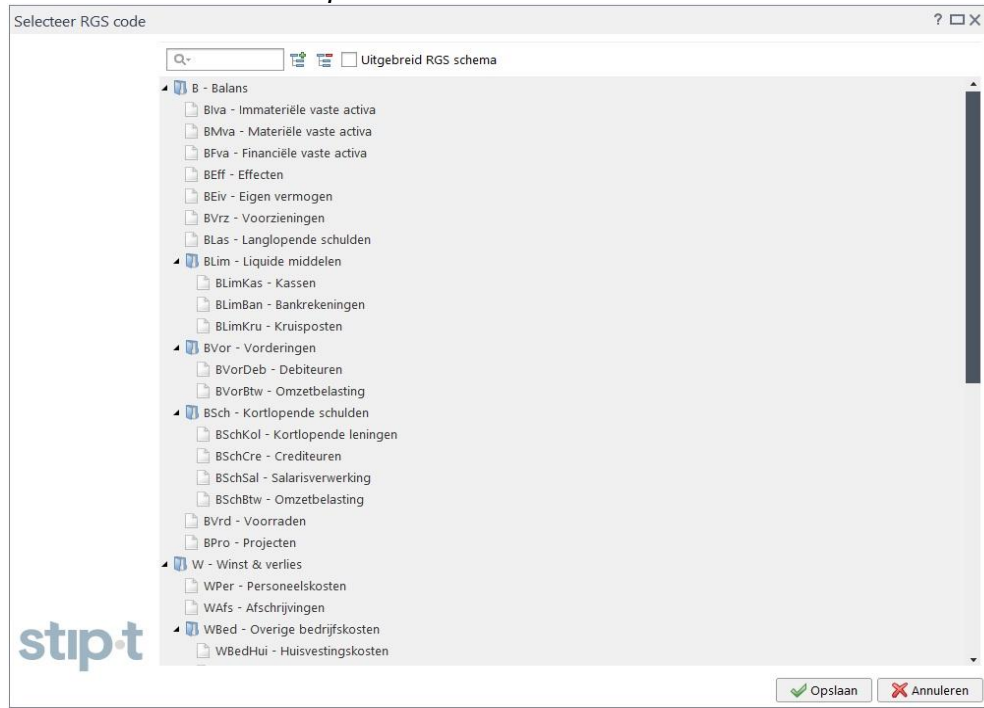 Selecteer RGS code
Uitgebreid RGS schema
B - Balans
BIva - Immateriële vaste activa
BMva - Materiële vaste activa
BFva - Financiële vaste activa
BEff - Effecten
BEiv - Eigen vermogen
BVrz - Voorzieningen
BLas - Langlopende schulden
BLim - Liquide middelen
BLimKas - Kassen
BLimBan - Bankrekeningen
BLimKru - Kruisposten
BVor - Vorderingen
BVorDeb - Debiteuren
BVorBtw - Omzetbelasting
BSch - Kortlopende schulden
BSchKol - Kortlopende leningen
BSchCre - Crediteuren
BSchSal - Salarisverwerking
BSchBtw - Omzetbelasting
BVrd - Voorraden
BPro - Projecten
W - Winst & verlies
WPer - Personeelskosten
WAfs - Afschrijvingen
WBed - Overige bedrijfskosten
WBedHui - Huisvestingskosten
stip·t
Opslaan Annuleren